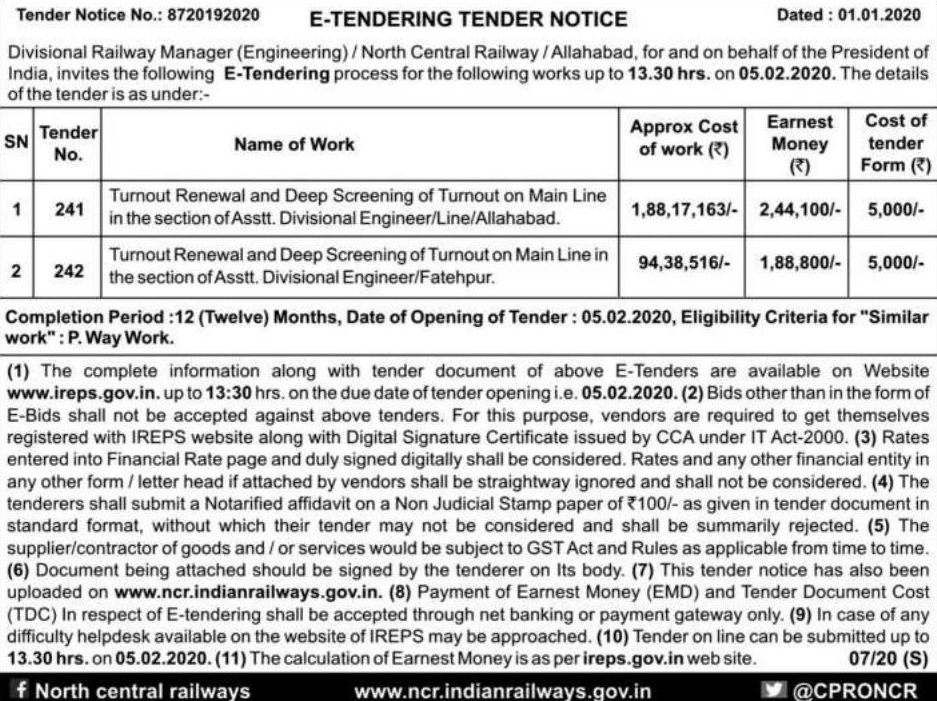 Tender Notice No.: 8720192020 E-TENDERING TENDER NOTICE Dated : 01.01.2020
Divisional Railway Manager (Engineering) / North Central Railway / Allahabad, for and on behalf of the President of
India, invites the following E-Tendering process for the following works up to 13.30 hrs. on 05.02.2020. The details
of the tender is as under:-
SN Tender No. Name of Work Approx Cost of work (₹) Earnest Money (₹) Cost of tender Form (₹)
1 241 Turnout Renewal and Deep Screening of Turnout on Main Line
in the section of Asstt. Divisional Engineer/Line/Allahabad. 1,88,17,163/- 2,44,100/- 5,000/-
2 242 Turnout Renewal and Deep Screening of Turnout on Main Line in
the section of Asstt. Divisional Engineer/Fatehpur. 94,38,516/- 1,88,800/- 5,000/-
Completion Period :12 (Twelve) Months, Date of Opening of Tender : 05.02.2020, Eligibility Criteria for "Similar
work" : P. Way Work.
(1) The complete information along with tender document of above E-Tenders are available on Website
www.ireps.gov.in. up to 13:30 hrs. on the due date of tender opening i.e. 05.02.2020. (2) Bids other than in the form of
E-Bids shall not be accepted against above tenders. For this purpose, vendors are required to get themselves
registered with IREPS website along with Digital Signature Certificate issued by CCA under IT Act-2000. (3) Rates
entered into Financial Rate page and duly signed digitally shall be considered. Rates and any other financial entity in
any other form / letter head if attached by vendors shall be straightway ignored and shall not be considered. (4) The
tenderers shall submit a Notarified affidavit on a Non Judicial Stamp paper of ₹100/- as given in tender document in
standard format, without which their tender may not be considered and shall be summarily rejected. (5) The
supplier/contractor of goods and / or services would be subject to GST Act and Rules as applicable from time to time.
(6) Document being attached should be signed by the tenderer on Its body. (7) This tender notice has also been
uploaded on www.ncr.indianrailways.gov.in. (8) Payment of Earnest Money (EMD) and Tender Document Cost
(TDC) In respect of E-tendering shall be accepted through net banking or payment gateway only. (9) In case of any
difficulty helpdesk available on the website of IREPS may be approached. (10) Tender on line can be submitted up to
13.30 hrs. on 05.02.2020. (11) The calculation of Earnest Money is as per ireps.gov.in web site. 07/20 (S)
f North central railways www.ncr.indianrailways.gov.in @CPRONCR